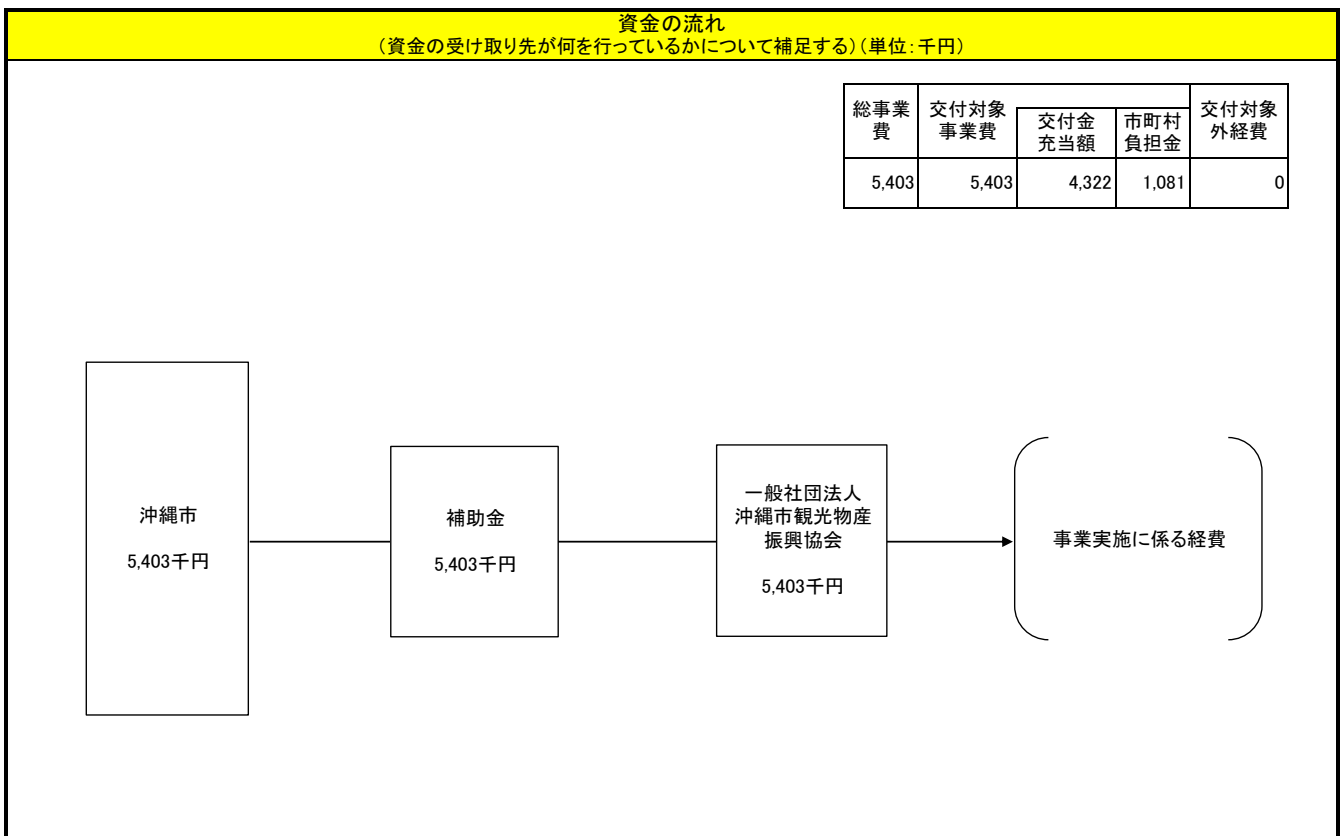 資金の流れ
（資金の受け取り先が何を行っているかについて補足する）（単位：千円）
総事業
費
交付対象
事業費
交付金
充当額
市町村
負担金
交付対象
外経費
5,403
5,403
4,322
1,081
0
沖縄市
5,403千円
補助金
5,403千円
一般社団法人
沖縄市観光物産
振興協会
5,403千円
事業実施に係る経費